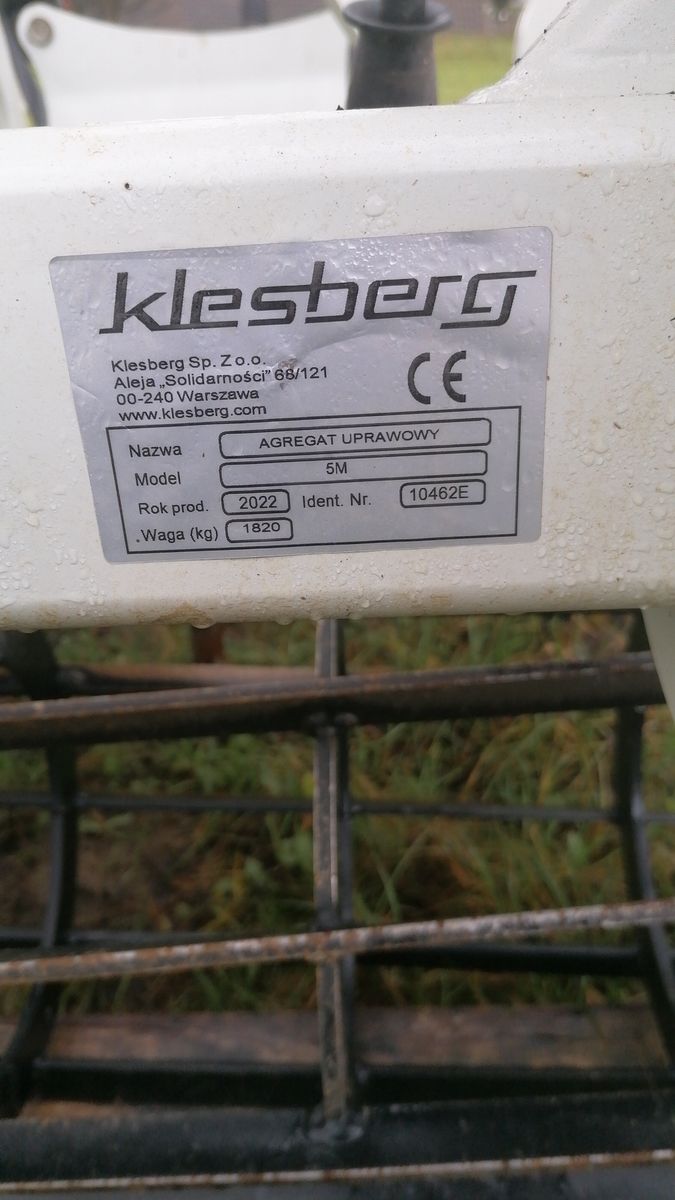 klesberg
Klesberg Sp. Z o.o.
Aleja „Solidarności" 68/121
00-240 Warszawa
www.klesberg.com
CE
Nazwa AGREGAT UPRAWOWY
Model 5M
Rok prod. 2022 Ident. Nr. 10462E
.Waga (kg) 1820